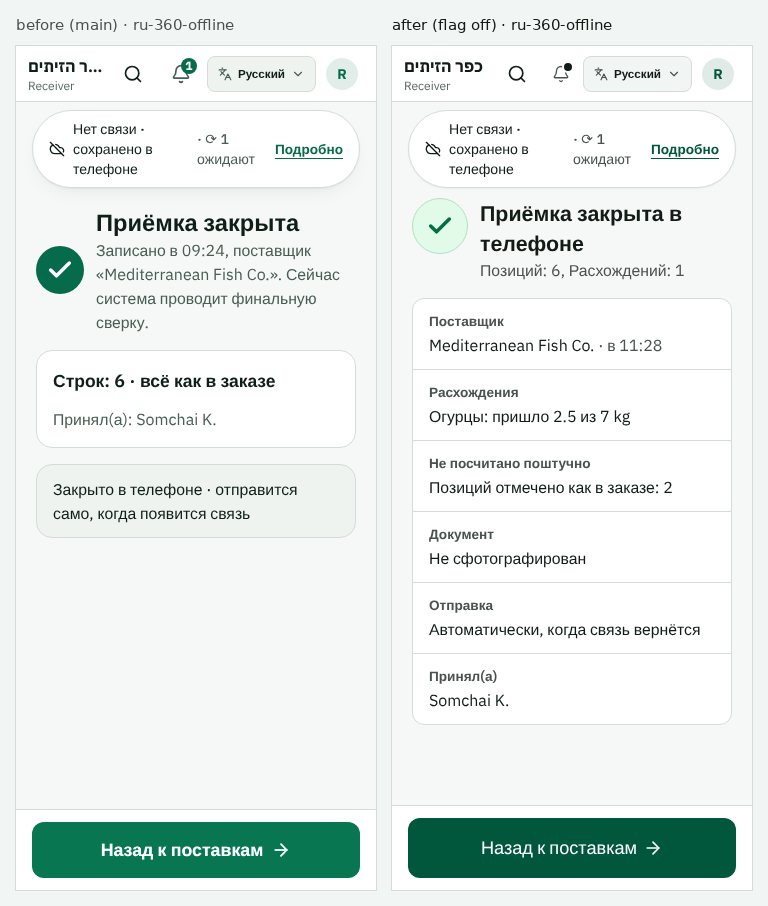 before (main) · ru-360-offline
ר הזיתים...
Receiver
1
Русский
R
Нет связи ·
сохранено в
телефоне
· ⟳ 1
ожидают
Подробно
Приёмка закрыта
Записано в 09:24, поставщик
«Mediterranean Fish Co.». Сейчас
система проводит финальную
сверку.
Строк: 6 · всё как в заказе
Принял(а): Somchai K.
Закрыто в телефоне · отправится
само, когда появится связь
Назад к поставкам →
after (flag off) · ru-360-offline
כפר הזיתים
Receiver
Русский
R
Нет связи ·
сохранено в
телефоне
· ⟳ 1
ожидают
Подробно
Приёмка закрыта в
телефоне
Позиций: 6, Расхождений: 1
Поставщик
Mediterranean Fish Co. · в 11:28
Расхождения
Огурцы: пришло 2.5 из 7 kg
Не посчитано поштучно
Позиций отмечено как в заказе: 2
Документ
Не сфотографирован
Отправка
Автоматически, когда связь вернётся
Принял(а)
Somchai K.
Назад к поставкам →